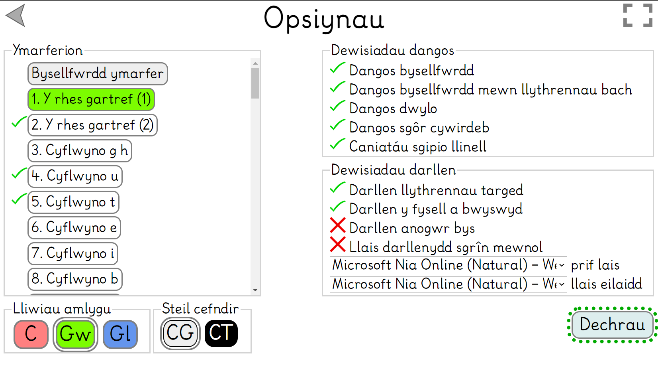 Opsiynau
Ymarferion
Bysellfwrdd ymarfer
1. Y rhes gartref (1)
2. Y rhes gartref (2)
3. Cyflwyno g h
4. Cyflwyno u
5. Cyflwyno t
6. Cyflwyno e
7. Cyflwyno i
8. Cyflwyno b
Lliwiau amlygu
C Gw Gl
Steil cefndir
CG CT
Dewisiadau dangos
Dangos bysellfwrdd
Dangos bysellfwrdd mewn llythrennau bach
Dangos dwylo
Dangos sgôr cywirdeb
Caniatáu sgipio llinell
Dewisiadau darllen
Darllen llythrennau targed
Darllen y fysell a bwyswyd
Darllen anogwr bys
Llais darllenydd sgrîn mewnol
Microsoft Nia Online (Natural) - W prif lais
Microsoft Nia Online (Natural) - W llais eilaidd
Dechrau